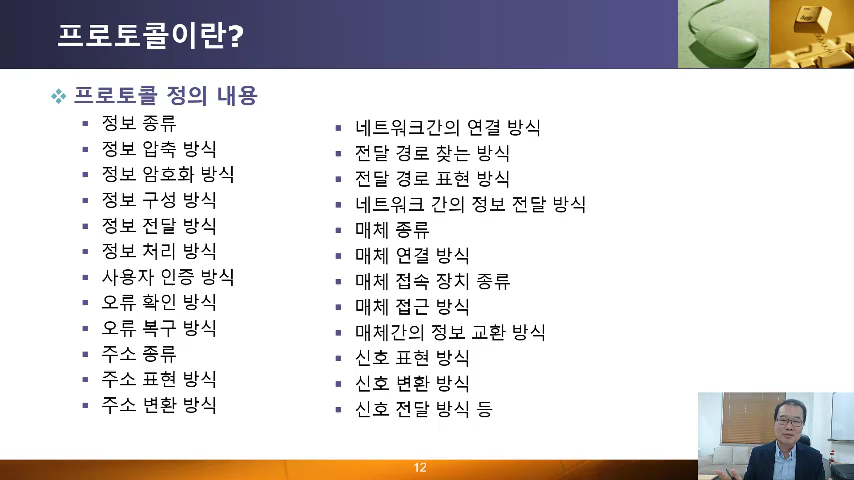 프로토콜이란?
프로토콜 정의 내용
정보 종류
정보 압축 방식
정보 암호화 방식
정보 구성 방식
정보 전달 방식
정보 처리 방식
사용자 인증 방식
오류 확인 방식
오류 복구 방식
주소 종류
주소 표현 방식
주소 변환 방식
네트워크간의 연결 방식
전달 경로 찾는 방식
전달 경로 표현 방식
네트워크 간의 정보 전달 방식
매체 종류
매체 연결 방식
매체 접속 장치 종류
매체 접근 방식
매체간의 정보 교환 방식
신호 표현 방식
신호 변환 방식
신호 전달 방식 등
12